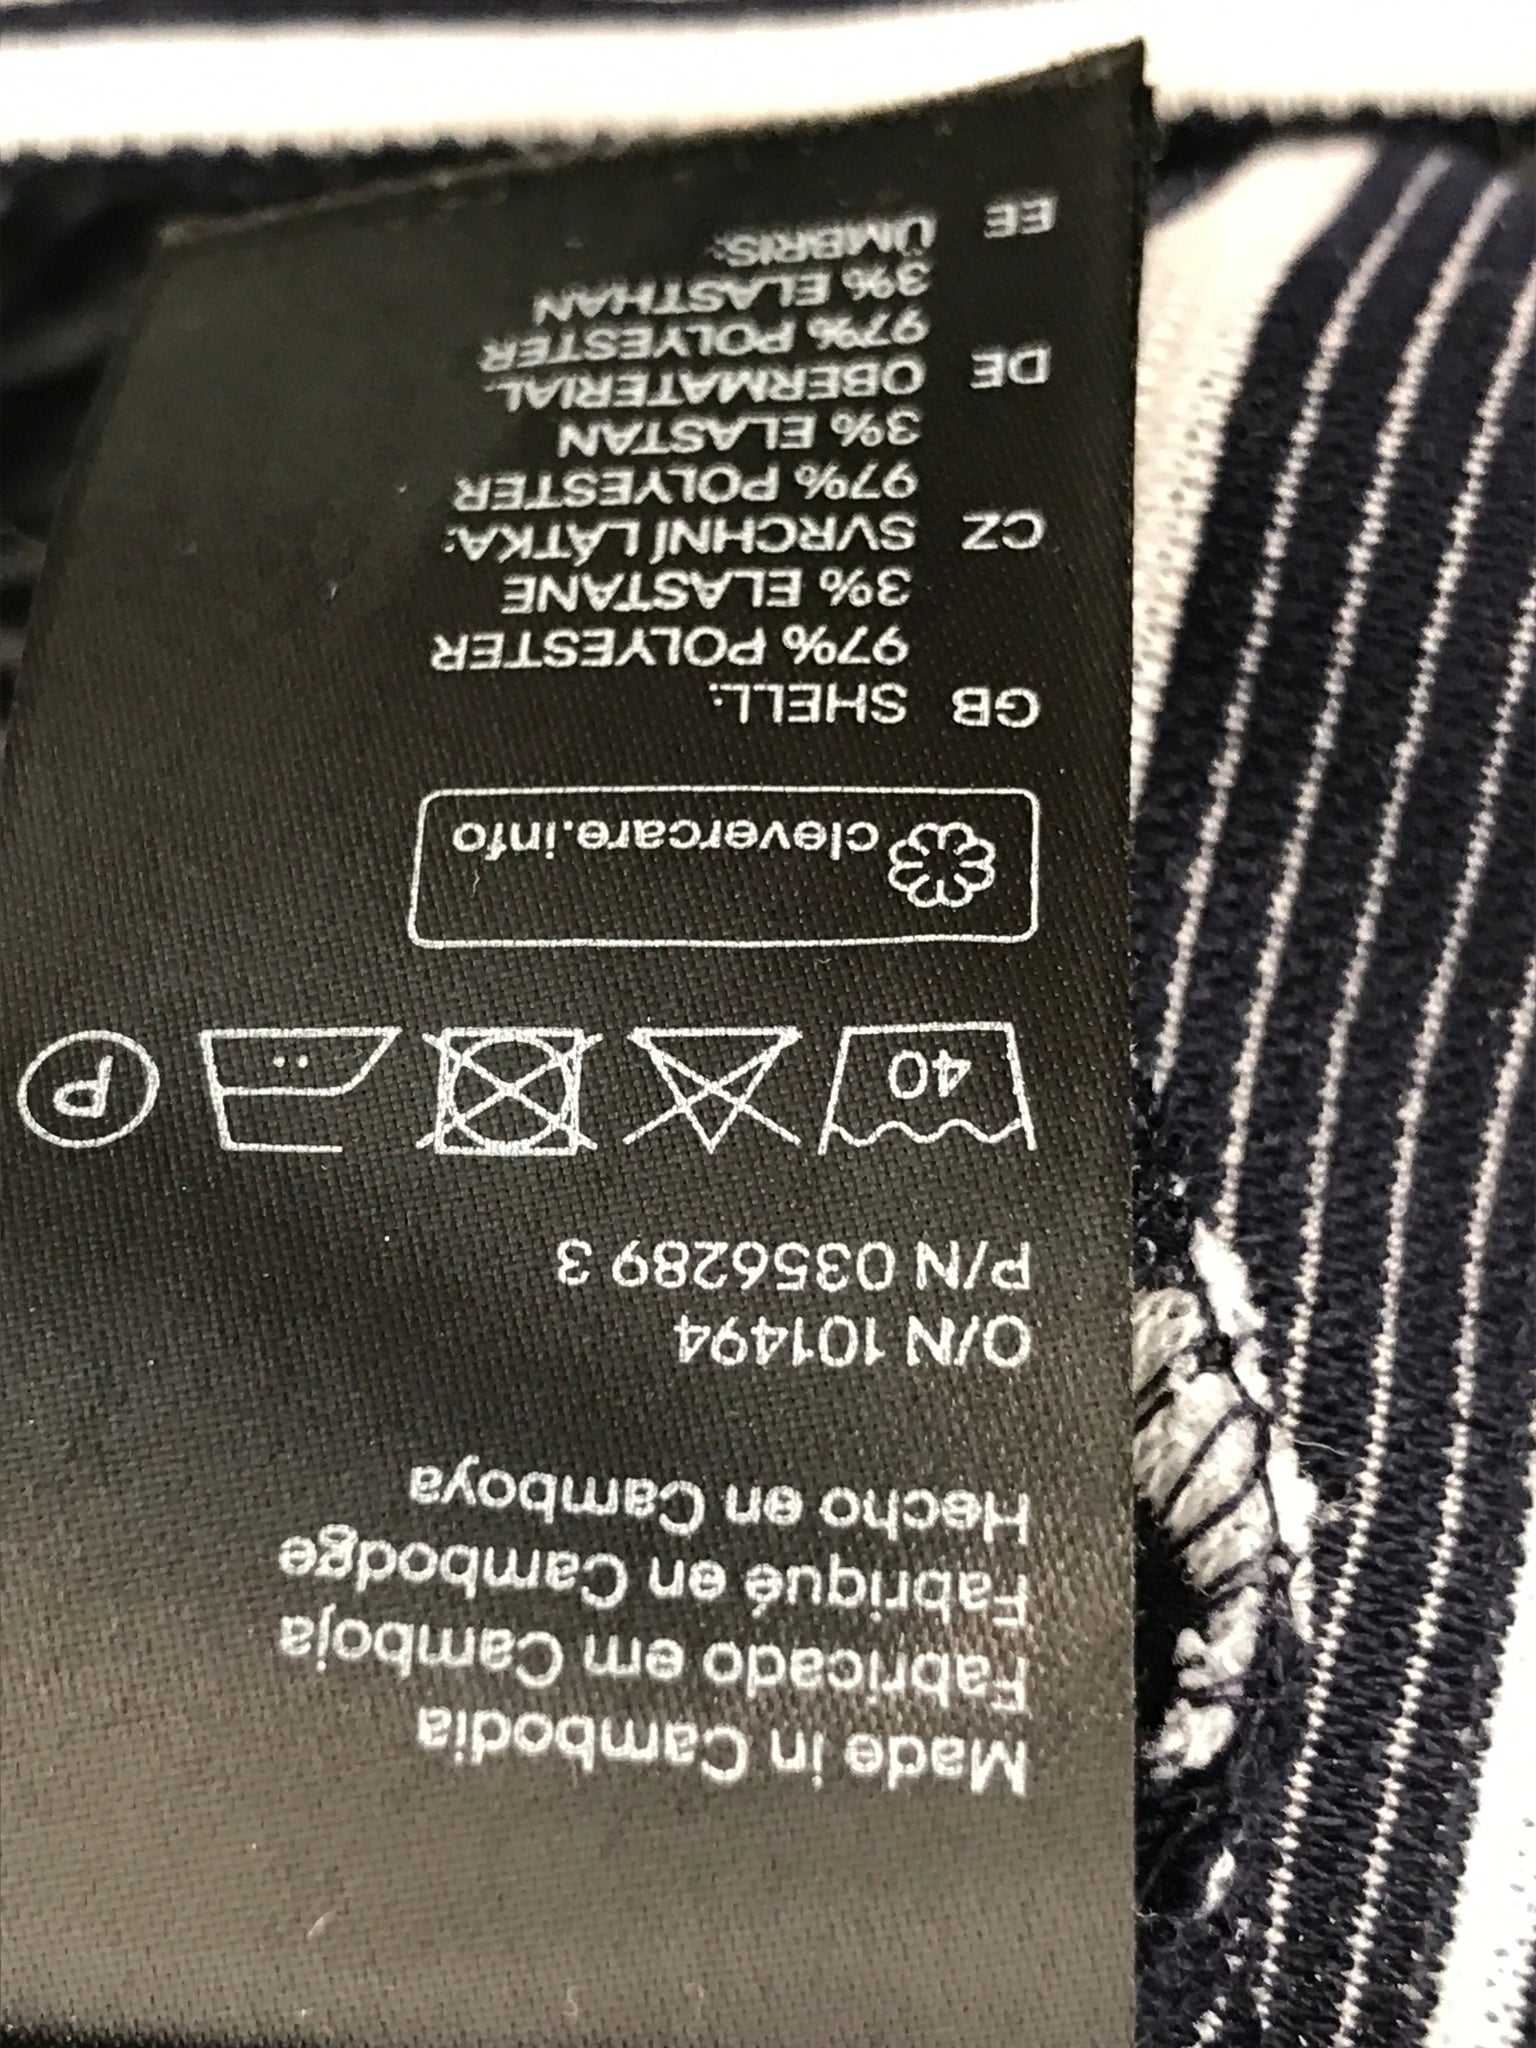 Made in Cambodia
Fabricado em Camboja
Fabriqué en Cambodge
Hecho en Camboya
O/N 101494
P/N 0356289 3
40
P
clevercare.info
GB SHELL:
97% POLYESTER
3% ELASTANE
CZ SVRCHNÍ LÁTKA:
97% POLYESTER
3% ELASTAN
DE OBERMATERIAL:
97% POLYESTER
3% ELASTHAN
EE ÜMBRIS: